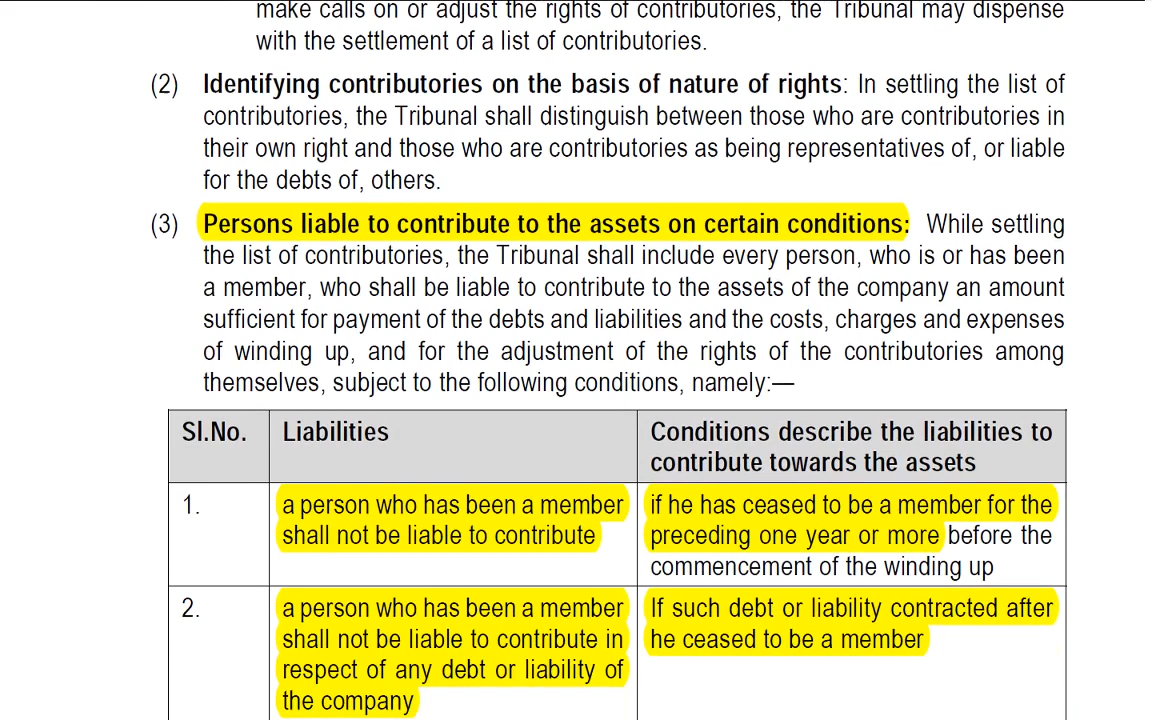 make calls on or adjust the rights of contributories, the Tribunal may dispense
with the settlement of a list of contributories.
(2) Identifying contributories on the basis of nature of rights: In settling the list of
contributories, the Tribunal shall distinguish between those who are contributories in
their own right and those who are contributories as being representatives of, or liable
for the debts of, others.
(3) Persons liable to contribute to the assets on certain conditions: While settling
the list of contributories, the Tribunal shall include every person, who is or has been
a member, who shall be liable to contribute to the assets of the company an amount
sufficient for payment of the debts and liabilities and the costs, charges and expenses
of winding up, and for the adjustment of the rights of the contributories among
themselves, subject to the following conditions, namely:—
Sl.No.
Liabilities
Conditions describe the liabilities to
contribute towards the assets
1.
a person who has been a member
shall not be liable to contribute
if he has ceased to be a member for the
preceding one year or more before the
commencement of the winding up
2.
a person who has been a member
shall not be liable to contribute in
respect of any debt or liability of
the company
If such debt or liability contracted after
he ceased to be a member